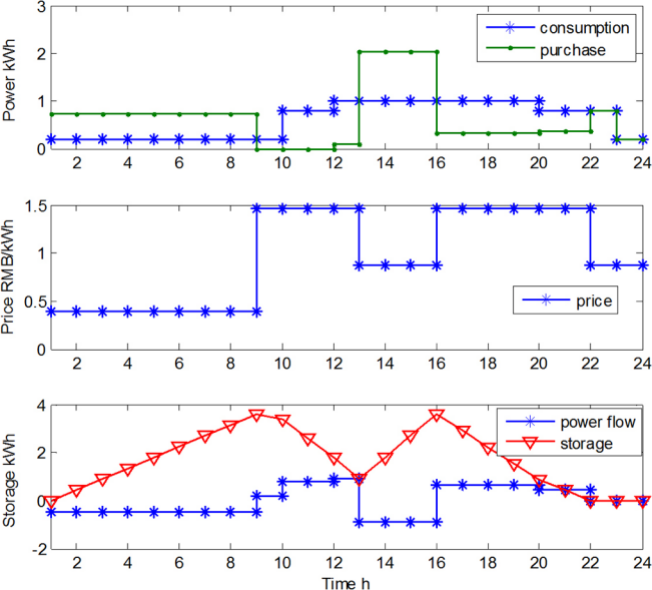 3
2
1
0
Power kWh
consumption
purchase
2 4 6 8 10 12 14 16 18 20 22 24
1.5
1
0.5
0
Price RMB/kWh
price
2 4 6 8 10 12 14 16 18 20 22 24
4
2
0
-2
Storage kWh
power flow
storage
2 4 6 8 10 12 14 16 18 20 22 24
Time h